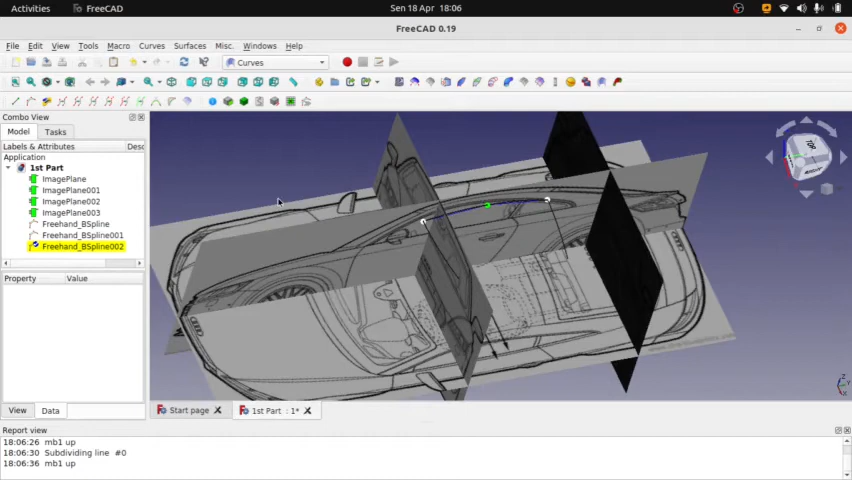 Activities
FreeCAD
Sen 18 Apr 18:06
FreeCAD 0.19
File Edit View Tools Macro Curves Surfaces Misc. Windows Help
Curves
Combo View
Model Tasks
Labels & Attributes Desc
Application
1st Part
ImagePlane
ImagePlane001
ImagePlane002
ImagePlane003
Freehand_BSpline
Freehand_BSpline001
Freehand_BSpline002
Property Value
View Data
TOP
RIGHT
Z
Y
X
Start page
1st Part : 1*
Report view
18:06:26 mb1 up
18:06:30 Subdividing line #0
18:06:36 mb1 up